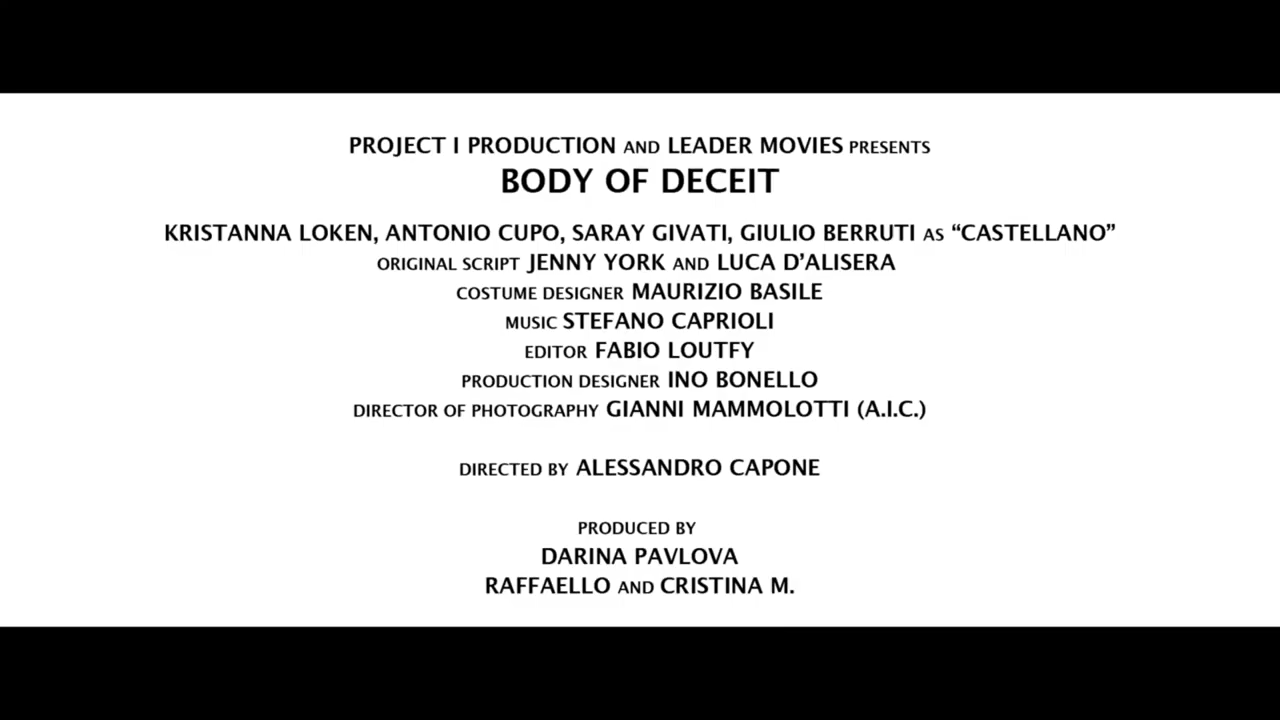 PROJECT I PRODUCTION AND LEADER MOVIES PRESENTS
BODY OF DECEIT
KRISTANNA LOKEN, ANTONIO CUPO, SARAY GIVATI, GIULIO BERRUTI AS “CASTELLANO”
ORIGINAL SCRIPT JENNY YORK AND LUCA D’ALISERA
COSTUME DESIGNER MAURIZIO BASILE
MUSIC STEFANO CAPRIOLI
EDITOR FABIO LOUTFY
PRODUCTION DESIGNER INO BONELLO
DIRECTOR OF PHOTOGRAPHY GIANNI MAMMOLOTTI (A.I.C.)
DIRECTED BY ALESSANDRO CAPONE
PRODUCED BY
DARINA PAVLOVA
RAFFAELLO AND CRISTINA M.